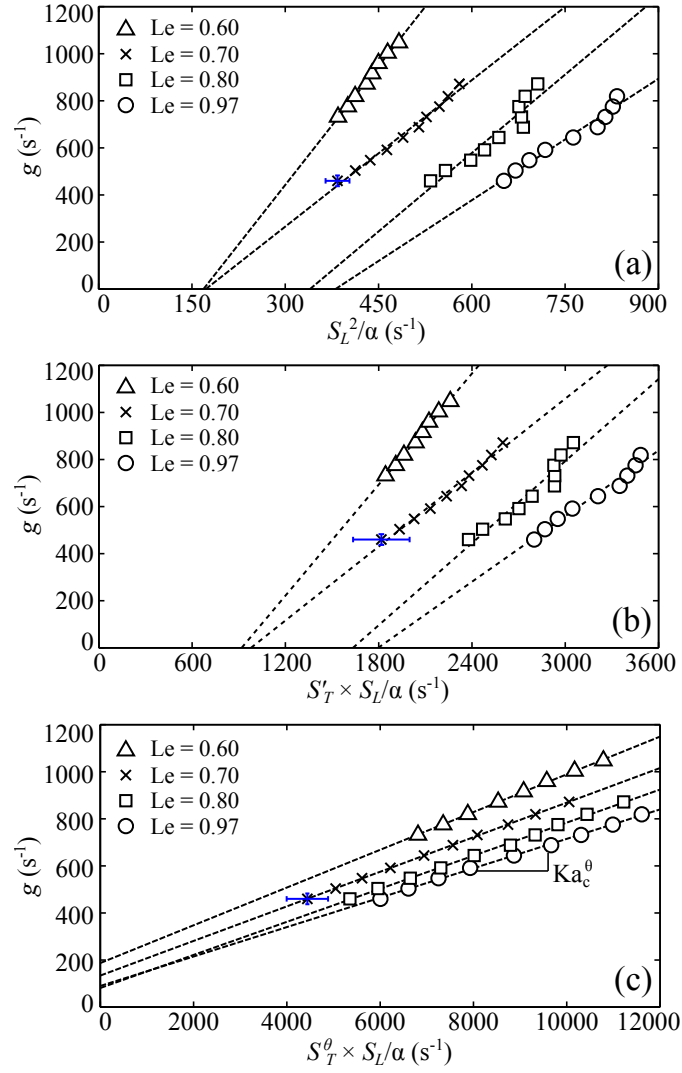 1200
1000
800
600
400
200
0
g (s⁻¹)
Le = 0.60
Le = 0.70
Le = 0.80
Le = 0.97
(a)
0 150 300 450 600 750 900
S_L²/α (s⁻¹)
1200
1000
800
600
400
200
0
g (s⁻¹)
Le = 0.60
Le = 0.70
Le = 0.80
Le = 0.97
(b)
0 600 1200 1800 2400 3000 3600
S′_T × S_L/α (s⁻¹)
1200
1000
800
600
400
200
0
g (s⁻¹)
Le = 0.60
Le = 0.70
Le = 0.80
Le = 0.97
Ka_c^θ
(c)
0 2000 4000 6000 8000 10000 12000
S_T^θ × S_L/α (s⁻¹)